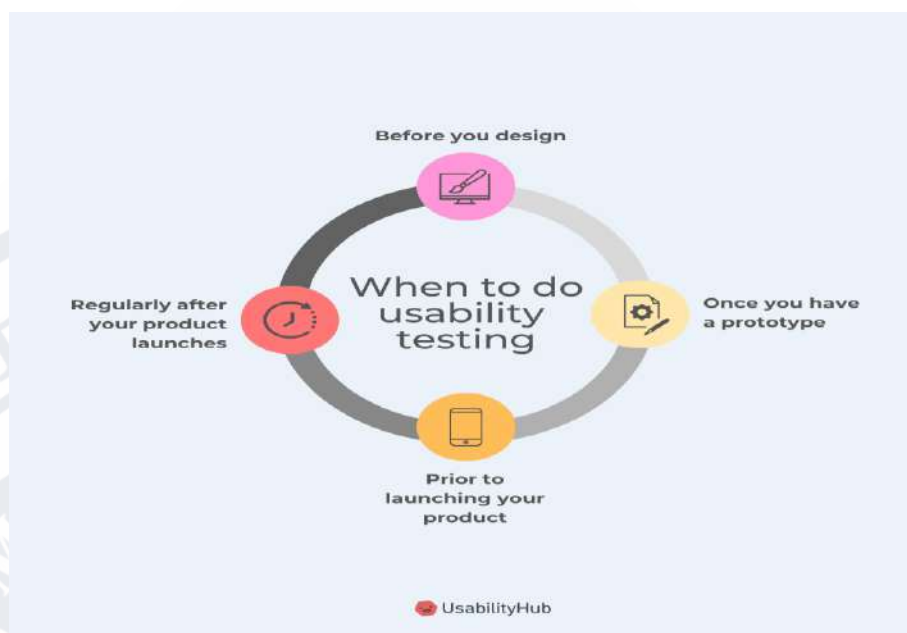 Before you design
When to do
usability
testing
Once you have
a prototype
Prior to
launching your
product
Regularly after
your product
launches
UsabilityHub